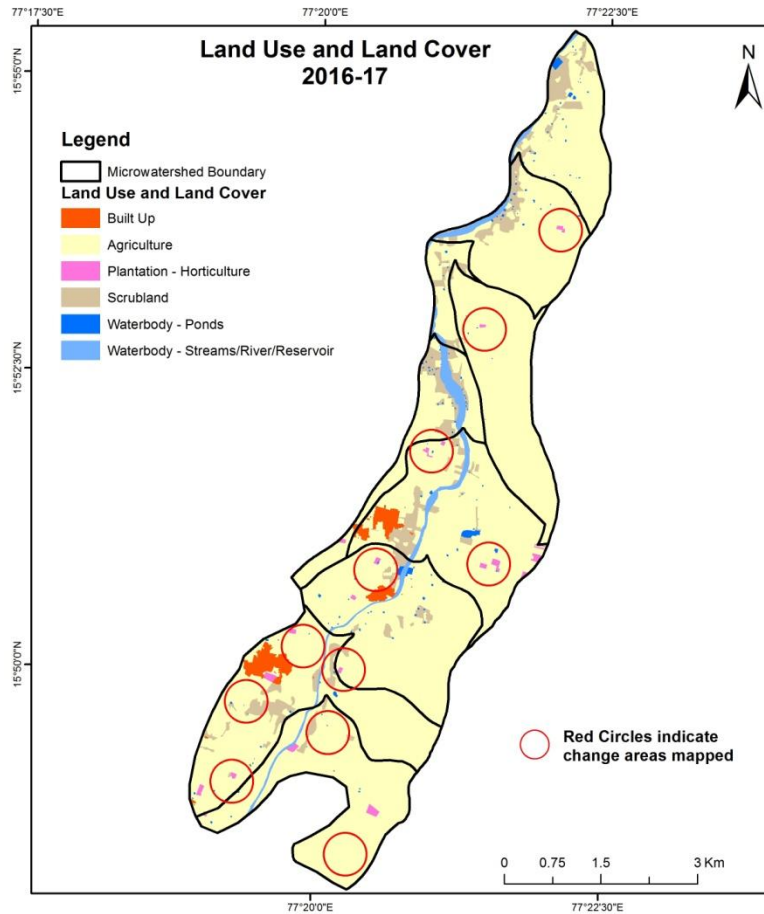 77°17'30"E
77°20'0"E
77°22'30"E
Land Use and Land Cover
2016-17
N
15°55'0"N
Legend
Microwatershed Boundary
Land Use and Land Cover
Built Up
Agriculture
Plantation - Horticulture
Scrubland
Waterbody - Ponds
Waterbody - Streams/River/Reservoir
15°52'30"N
15°50'0"N
Red Circles indicate
change areas mapped
0 0.75 1.5 3 Km
77°20'0"E
77°22'30"E